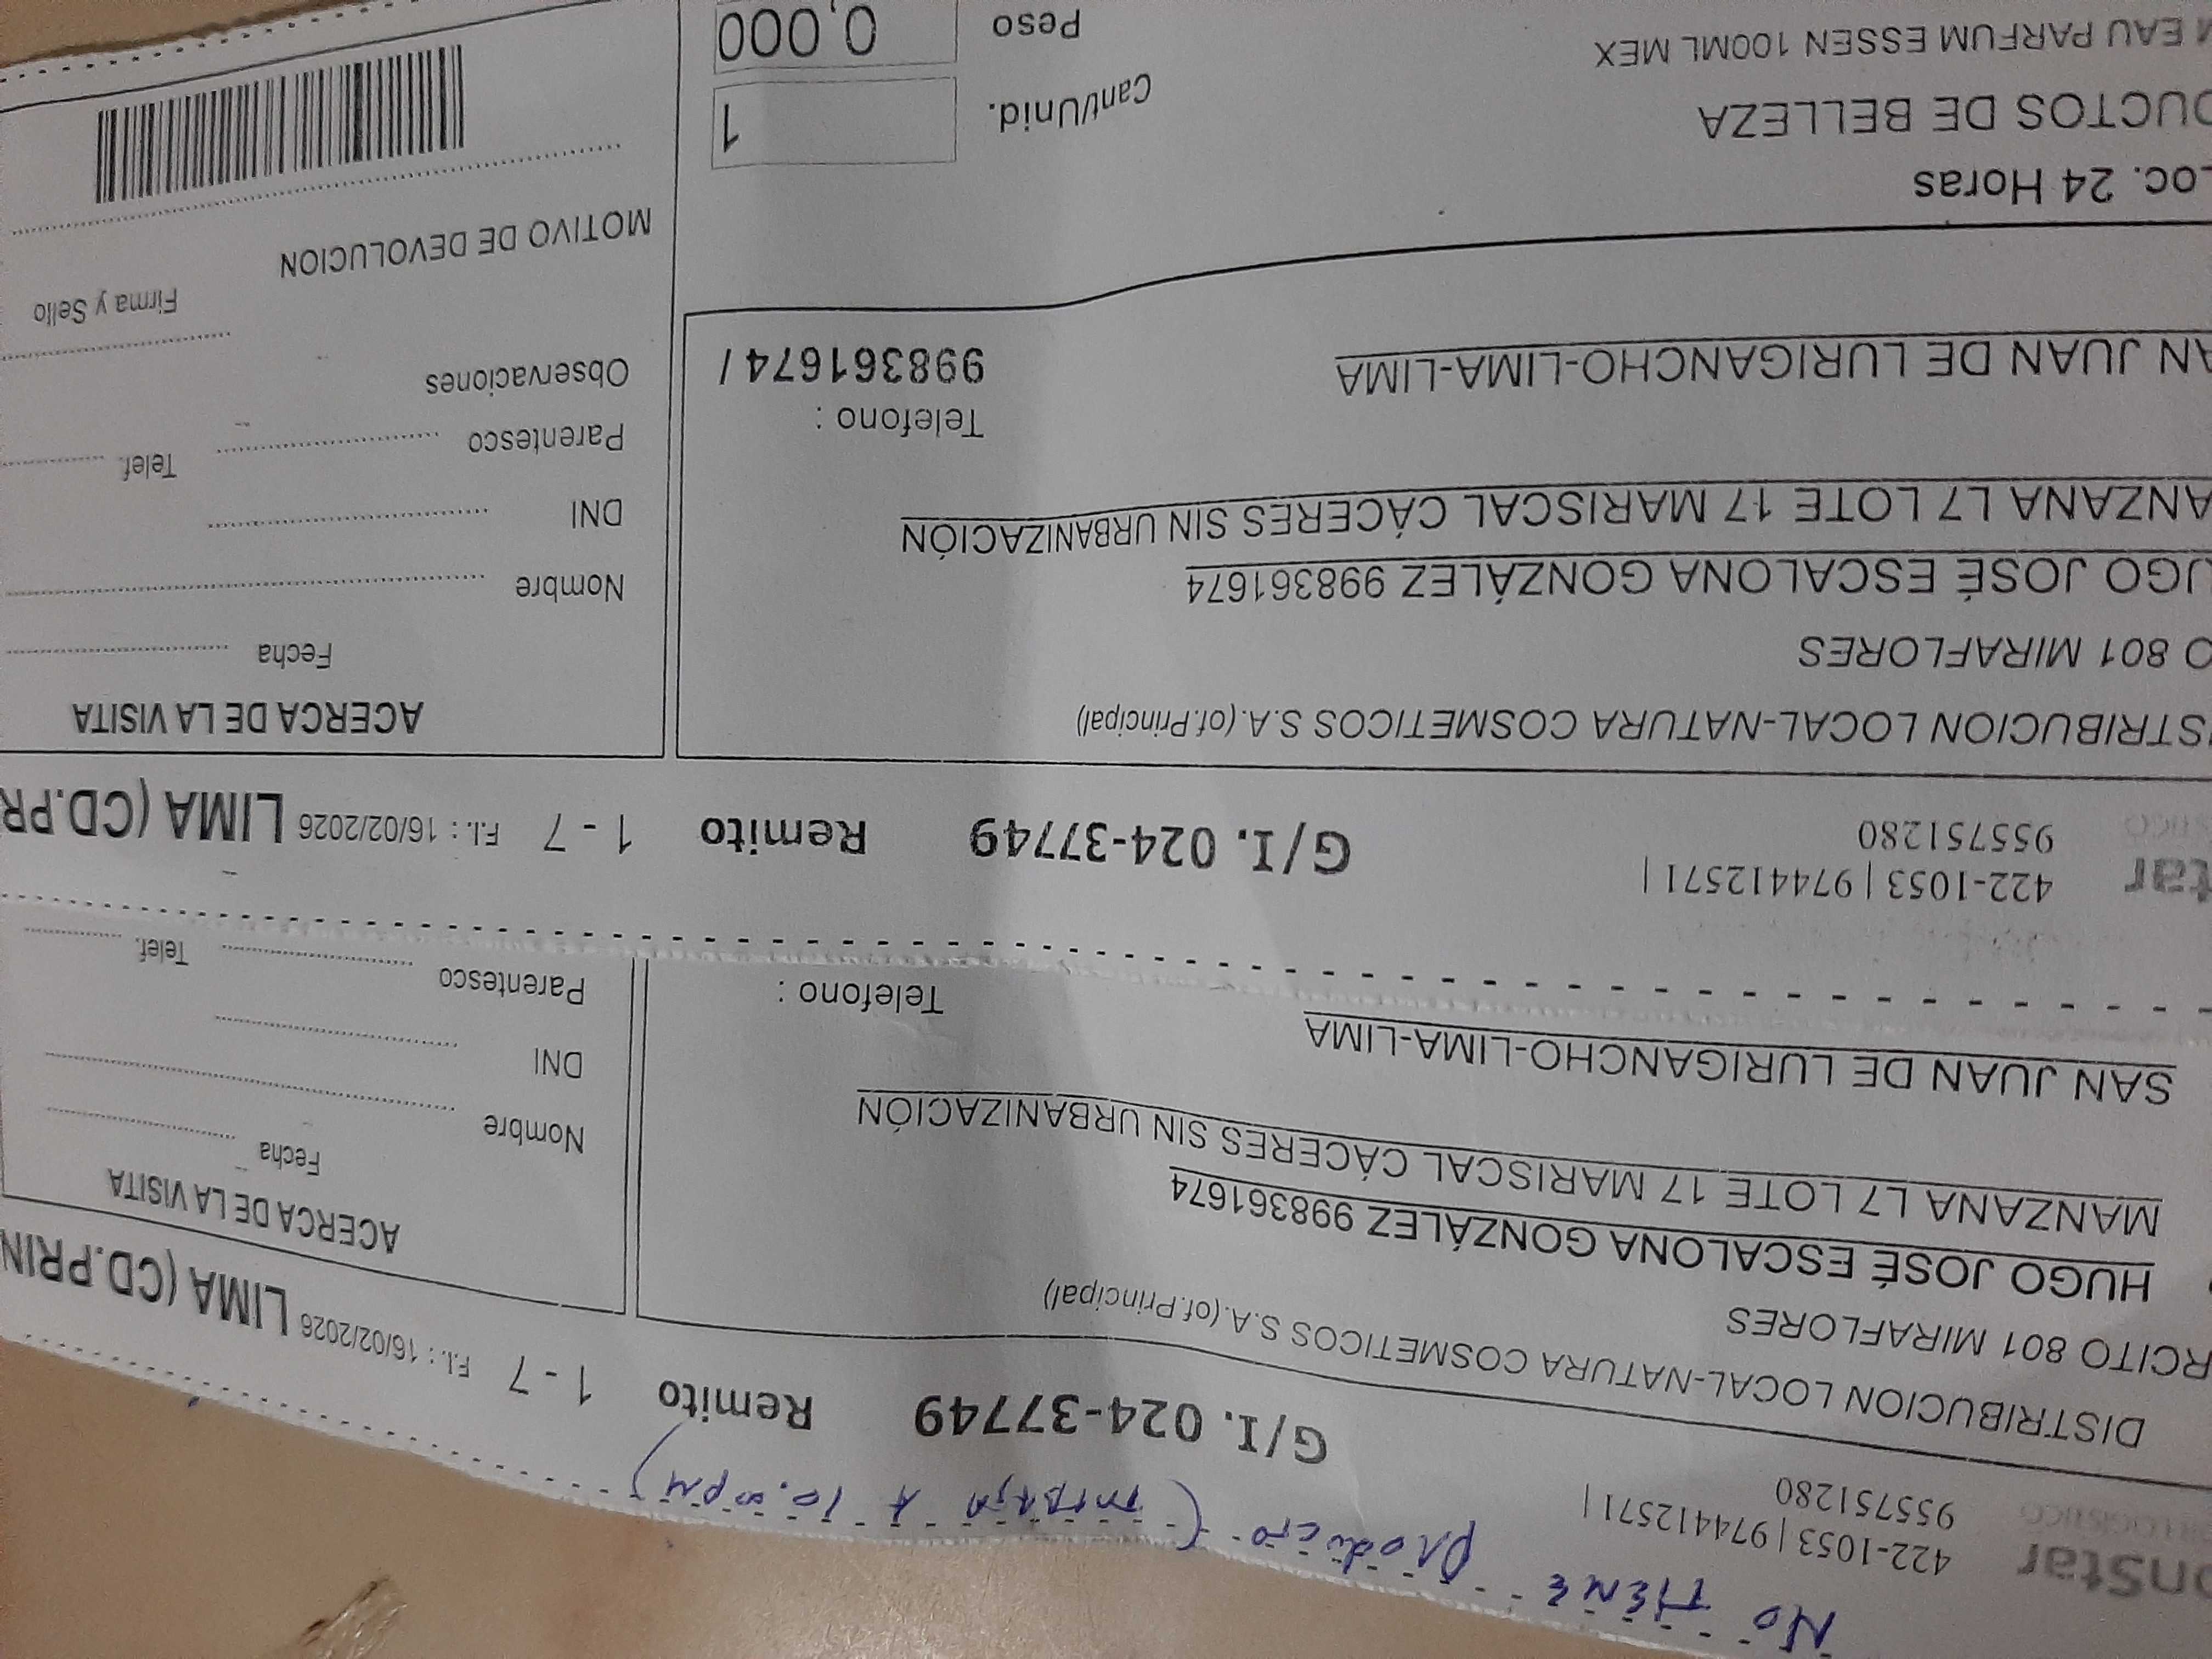 No TIENE producto (TRABAJA A 10.00 pm)
onStar
422-1053 | 974412571 |
955751280
G/I. 024-37749 Remito 1 - 7 F.I. : 16/02/2026 LIMA (CD.PRIN
DISTRIBUCION LOCAL-NATURA COSMETICOS S.A.(of.Principal)
RCITO 801 MIRAFLORES
HUGO JOSÉ ESCALONA GONZÁLEZ 998361674
MANZANA L7 LOTE 17 MARISCAL CÁCERES SIN URBANIZACIÓN
SAN JUAN DE LURIGANCHO-LIMA-LIMA
Telefono :
ACERCA DE LA VISITA
Fecha
Nombre
DNI
Parentesco Telef.
tar
422-1053 | 974412571 |
955751280
G/I. 024-37749 Remito 1 - 7 F.I. : 16/02/2026 LIMA (CD.PR
STRIBUCION LOCAL-NATURA COSMETICOS S.A.(of.Principal)
O 801 MIRAFLORES
UGO JOSÉ ESCALONA GONZÁLEZ 998361674
ANZANA L7 LOTE 17 MARISCAL CÁCERES SIN URBANIZACIÓN
AN JUAN DE LURIGANCHO-LIMA-LIMA
Telefono :
998361674 /
ACERCA DE LA VISITA
Fecha
Nombre
DNI
Parentesco Telef.
Observaciones
Firma y Sello
MOTIVO DE DEVOLUCION
Loc. 24 Horas
DUCTOS DE BELLEZA
M EAU PARFUM ESSEN 100ML MEX
Cant/Unid. 1
Peso 0,000